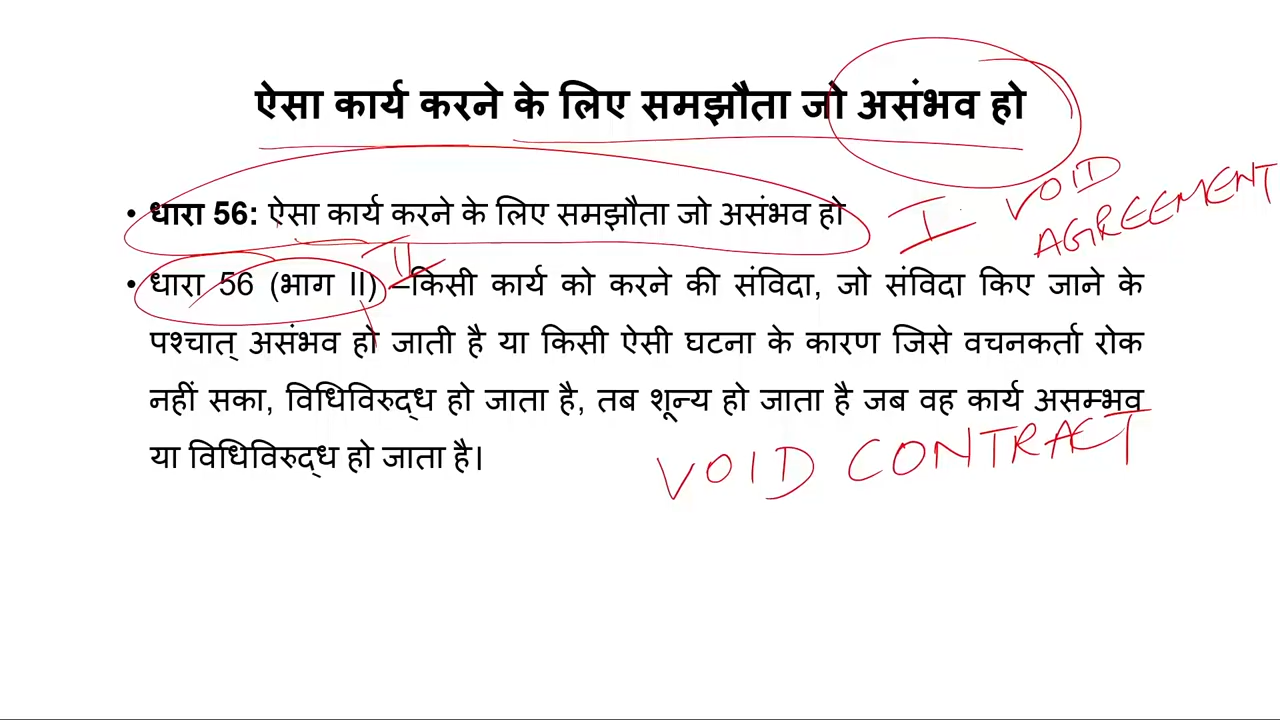 ऐसा कार्य करने के लिए समझौता जो असंभव हो
• धारा 56: ऐसा कार्य करने के लिए समझौता जो असंभव हो
I VOID
AGREEMENT
II
• धारा 56 (भाग II) –किसी कार्य को करने की संविदा, जो संविदा किए जाने के
पश्चात् असंभव हो जाती है या किसी ऐसी घटना के कारण जिसे वचनकर्ता रोक
नहीं सका, विधिविरुद्ध हो जाता है, तब शून्य हो जाता है जब वह कार्य असम्भव
या विधिविरुद्ध हो जाता है।
VOID CONTRACT